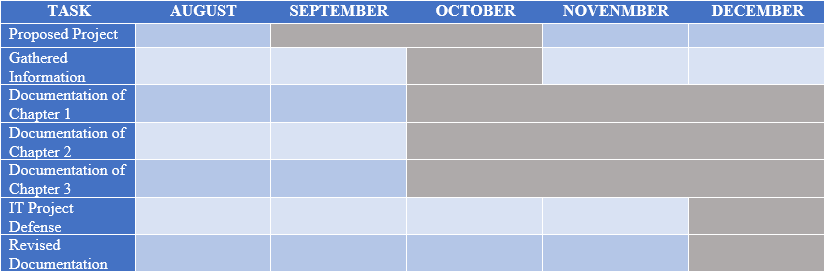 TASK AUGUST SEPTEMBER OCTOBER NOVENMBER DECEMBER
Proposed Project
Gathered
Information
Documentation of
Chapter 1
Documentation of
Chapter 2
Documentation of
Chapter 3
IT Project
Defense
Revised
Documentation